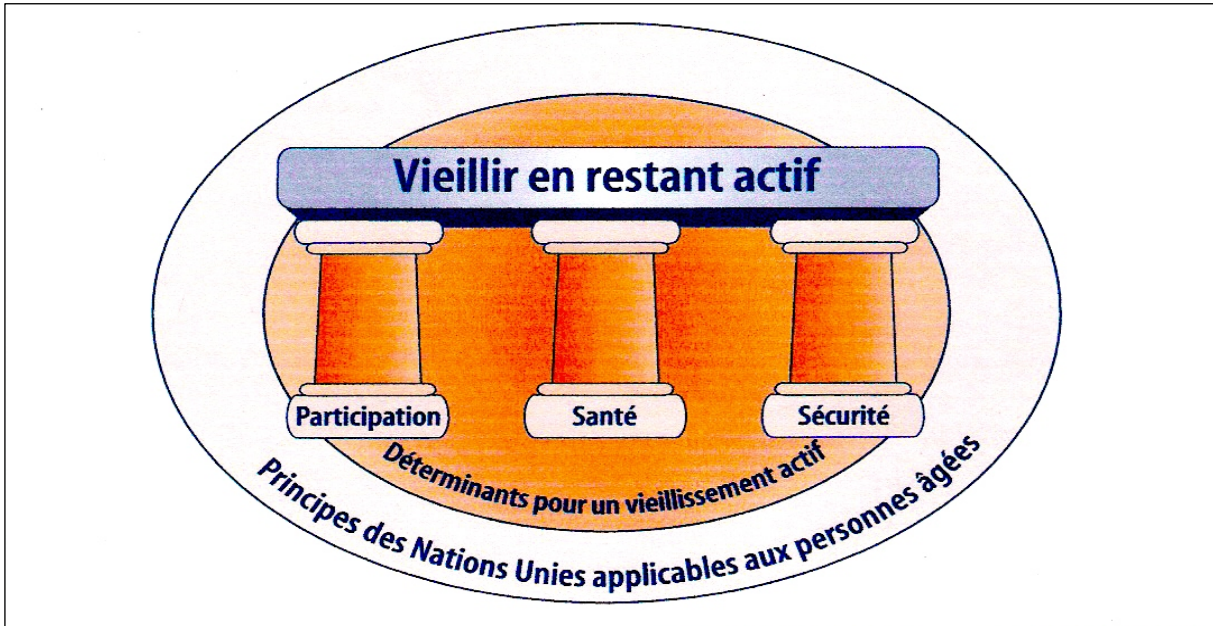 Vieillir en restant actif
Participation
Santé
Sécurité
Déterminants pour un vieillissement actif
Principes des Nations Unies applicables aux personnes âgées